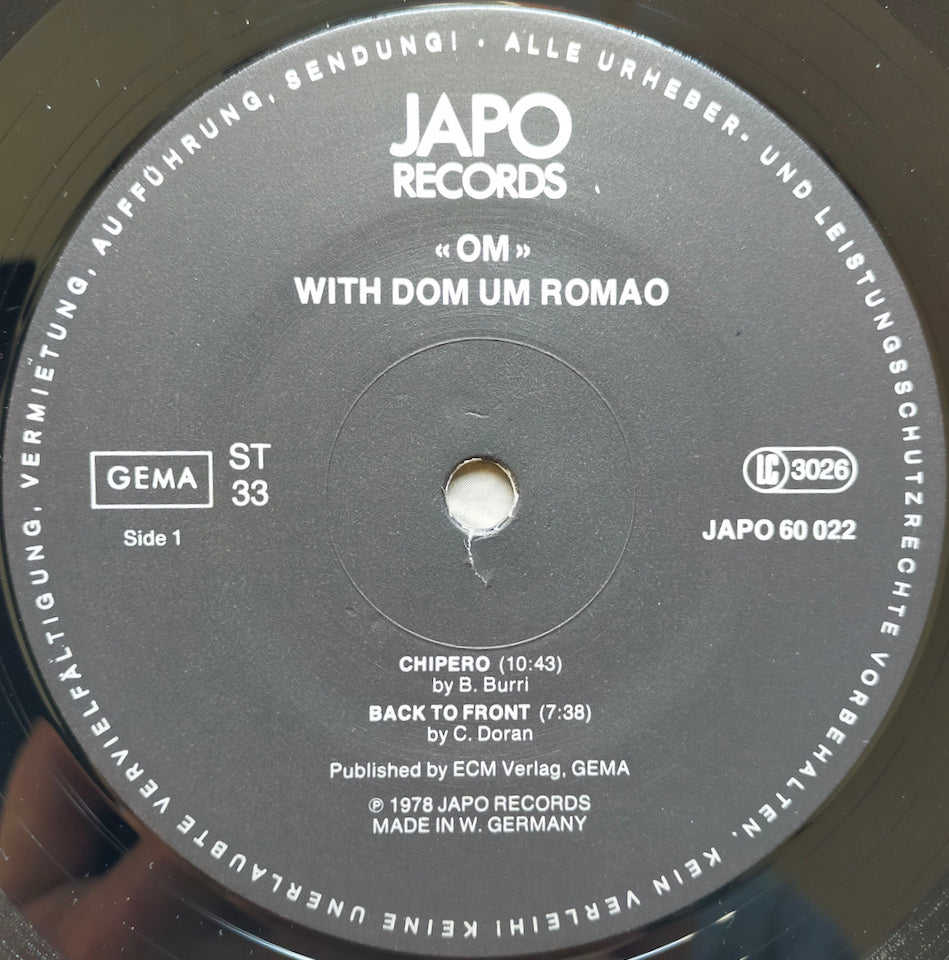 ALLE URHEBER- UND LEISTUNGSSCHUTZRECHTE VORBEHALTEN. KEIN VERLEIH! KEINE UNERLAUBTE VERVIELFÄLTIGUNG, VERMIETUNG, AUFFÜHRUNG, SENDUNG! ·
JAPO
RECORDS
« OM »
WITH DOM UM ROMAO
GEMA
ST
33
Side 1
LC 3026
JAPO 60 022
CHIPERO (10:43)
by B. Burri
BACK TO FRONT (7:38)
by C. Doran
Published by ECM Verlag, GEMA
℗ 1978 JAPO RECORDS
MADE IN W. GERMANY